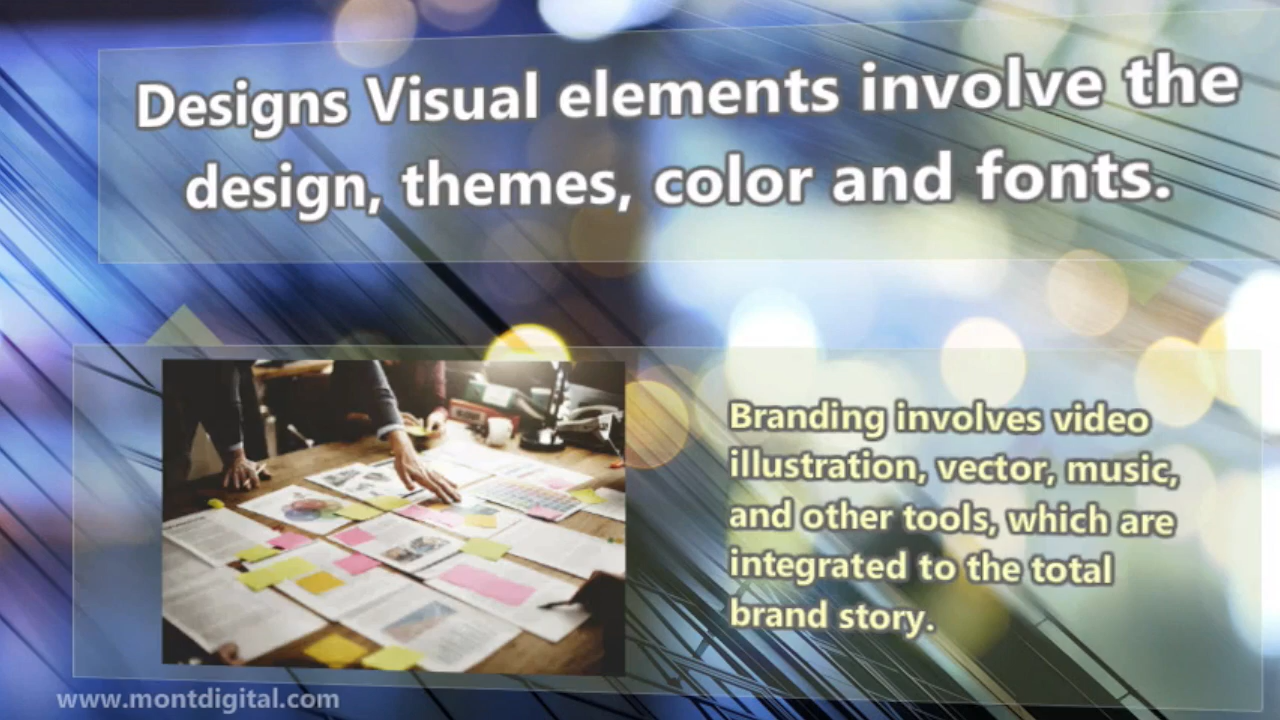 Designs Visual elements involve the
design, themes, color and fonts.
Branding involves video
illustration, vector, music,
and other tools, which are
integrated to the total
brand story.
www.montdigital.com